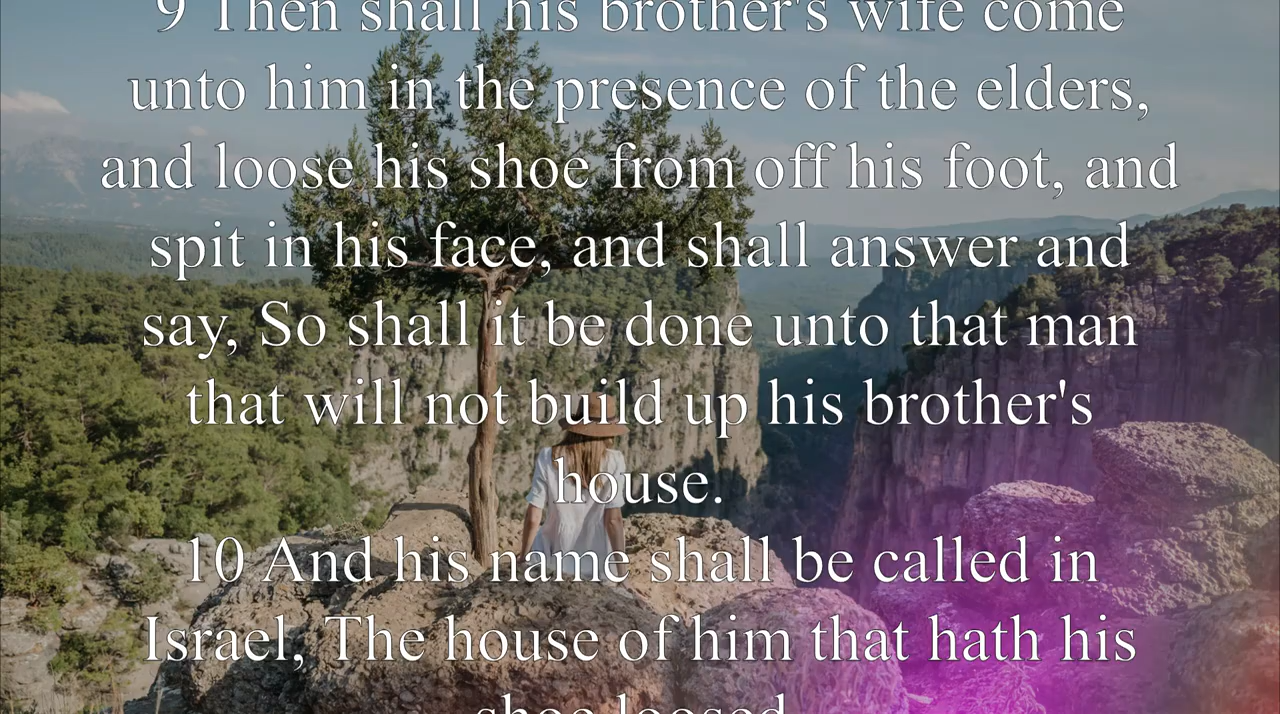 9 Then shall his brother's wife come
unto him in the presence of the elders,
and loose his shoe from off his foot, and
spit in his face, and shall answer and
say, So shall it be done unto that man
that will not build up his brother's
house.
10 And his name shall be called in
Israel, The house of him that hath his
shoe loosed.